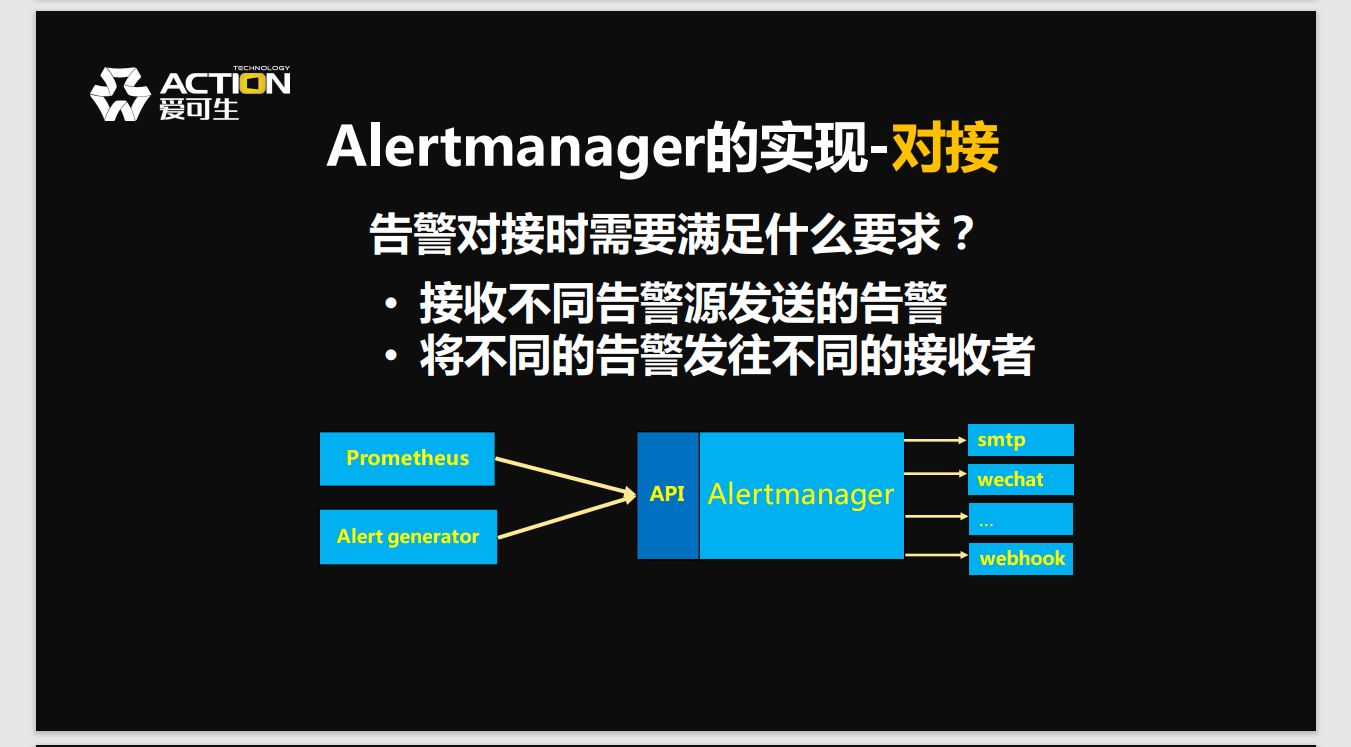 TECHNOLOGY
ACTION
爱可生
Alertmanager的实现-对接
告警对接时需要满足什么要求？
• 接收不同告警源发送的告警
• 将不同的告警发往不同的接收者
Prometheus
Alert generator
API
Alertmanager
smtp
wechat
...
webhook